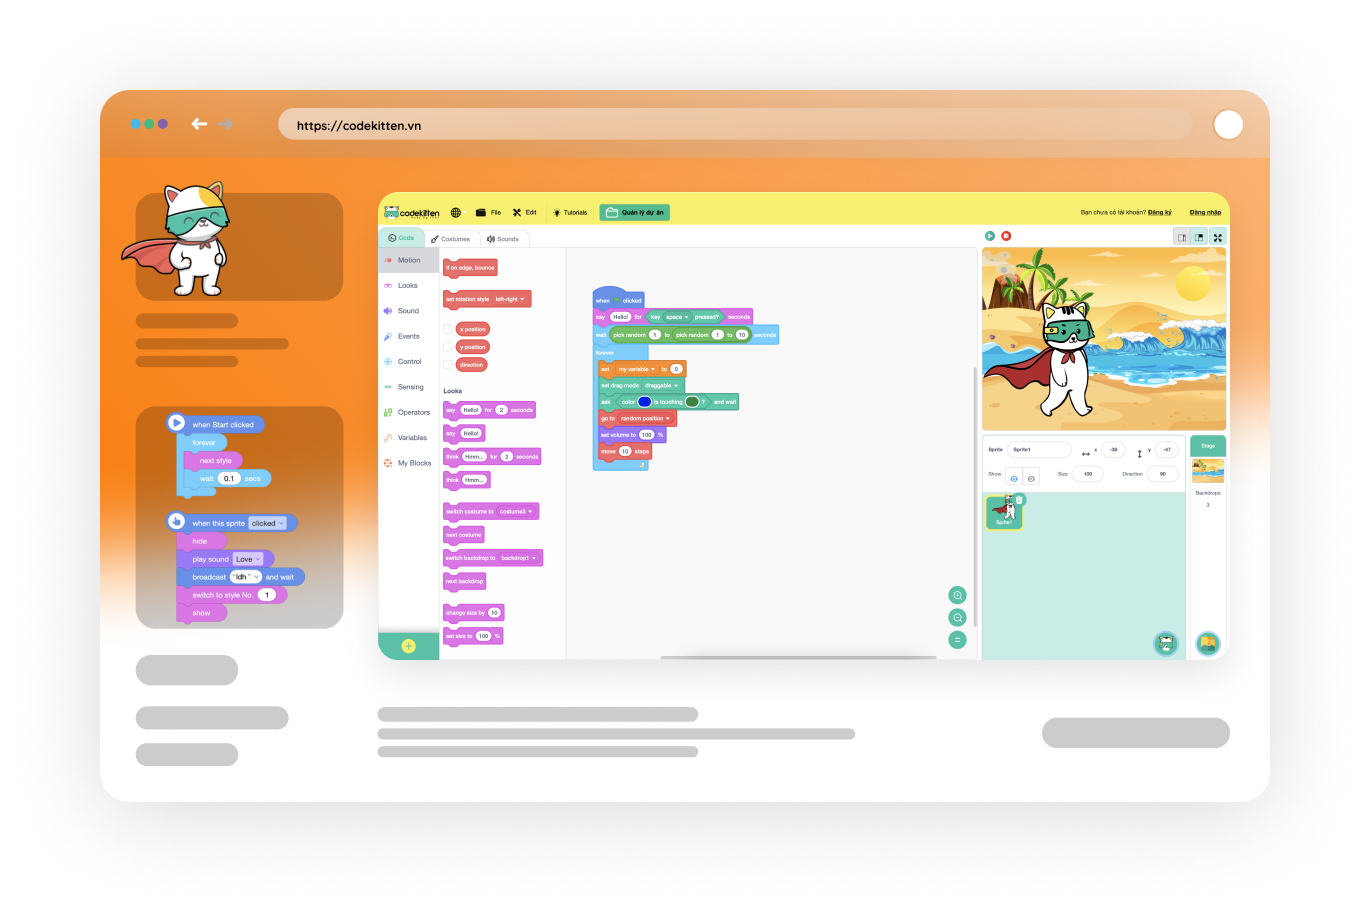 https://codekitten.vn
codekitten
File
Edit
Tutorials
Quản lý dự án
Bạn chưa có tài khoản? Đăng ký
Đăng nhập
Code
Costumes
Sounds
Motion
Looks
Sound
Events
Control
Sensing
Operators
Variables
My Blocks
if on edge, bounce
set rotation style left-right
x position
y position
direction
Looks
say Hello! for 2 seconds
say Hello!
think Hmm... for 2 seconds
think Hmm...
switch costume to costume3
next costume
switch backdrop to backdrop1
next backdrop
change size by 10
set size to 100 %
when clicked
say Hello! for key space pressed? seconds
wait pick random 1 to pick random 1 to 10 seconds
forever
set my variable to 0
set drag mode draggable
ask color is touching ? and wait
go to random position
set volume to 100 %
move 10 steps
Sprite Sprite1 x -38 y -47
Show Size 100 Direction 90
Sprite1
Stage
Backdrops
3
when Start clicked
forever
next style
wait 0.1 secs
when this sprite clicked
hide
play sound Love
broadcast "ldh" and wait
switch to style No. 1
show